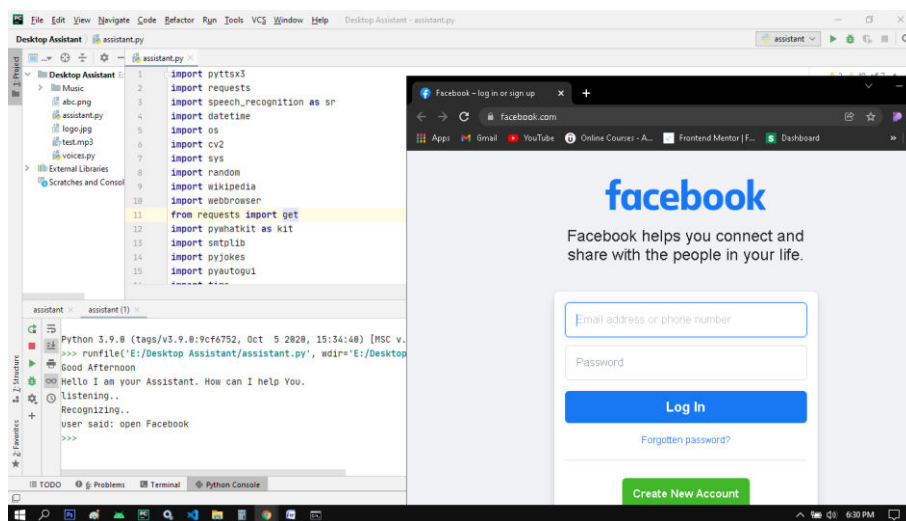 File Edit View Navigate Code Refactor Run Tools VCS Window Help Desktop Assistant - assistant.py
Desktop Assistant assistant.py
assistant
1: Project
assistant.py
Desktop Assistant
Music
abc.png
assistant.py
logo.jpg
test.mp3
voices.py
External Libraries
Scratches and Consol
1 import pyttsx3
2 import requests
3 import speech_recognition as sr
4 import datetime
5 import os
6 import cv2
7 import sys
8 import random
9 import wikipedia
10 import webbrowser
11 from requests import get
12 import pywhatkit as kit
13 import smtplib
14 import pyjokes
15 import pyautogui
import time
Facebook – log in or sign up
facebook.com
Apps Gmail YouTube Online Courses - A... Frontend Mentor | F... Dashboard »
facebook
Facebook helps you connect and
share with the people in your life.
Email address or phone number
Password
Log In
Forgotten password?
Create New Account
assistant assistant (1)
Python 3.9.0 (tags/v3.9.0:9cf6752, Oct 5 2020, 15:34:40) [MSC v.
>>> runfile('E:/Desktop Assistant/assistant.py', wdir='E:/Desktop
Good Afternoon
Hello I am your Assistant. How can I help You.
listening..
Recognizing..
user said: open Facebook
>>>
Z: Structure
2: Favorites
TODO 6: Problems Terminal Python Console
6:30 PM